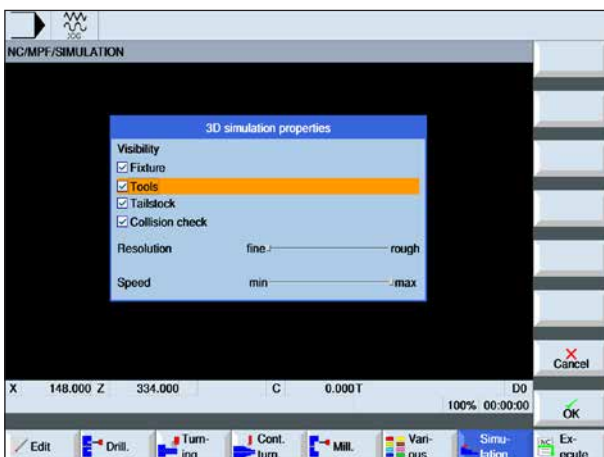 JOG
NC/MPF/SIMULATION
3D simulation properties
Visibility
Fixture
Tools
Tailstock
Collision check
Resolution fine rough
Speed min max
Cancel
X 148.000 Z 334.000 C 0.000 T D0
100% 00:00:00
OK
Edit
Drill.
Turn-
ing
Cont.
turn.
Mill.
Vari-
ous
Simu-
lation
NC
Ex-
ecute